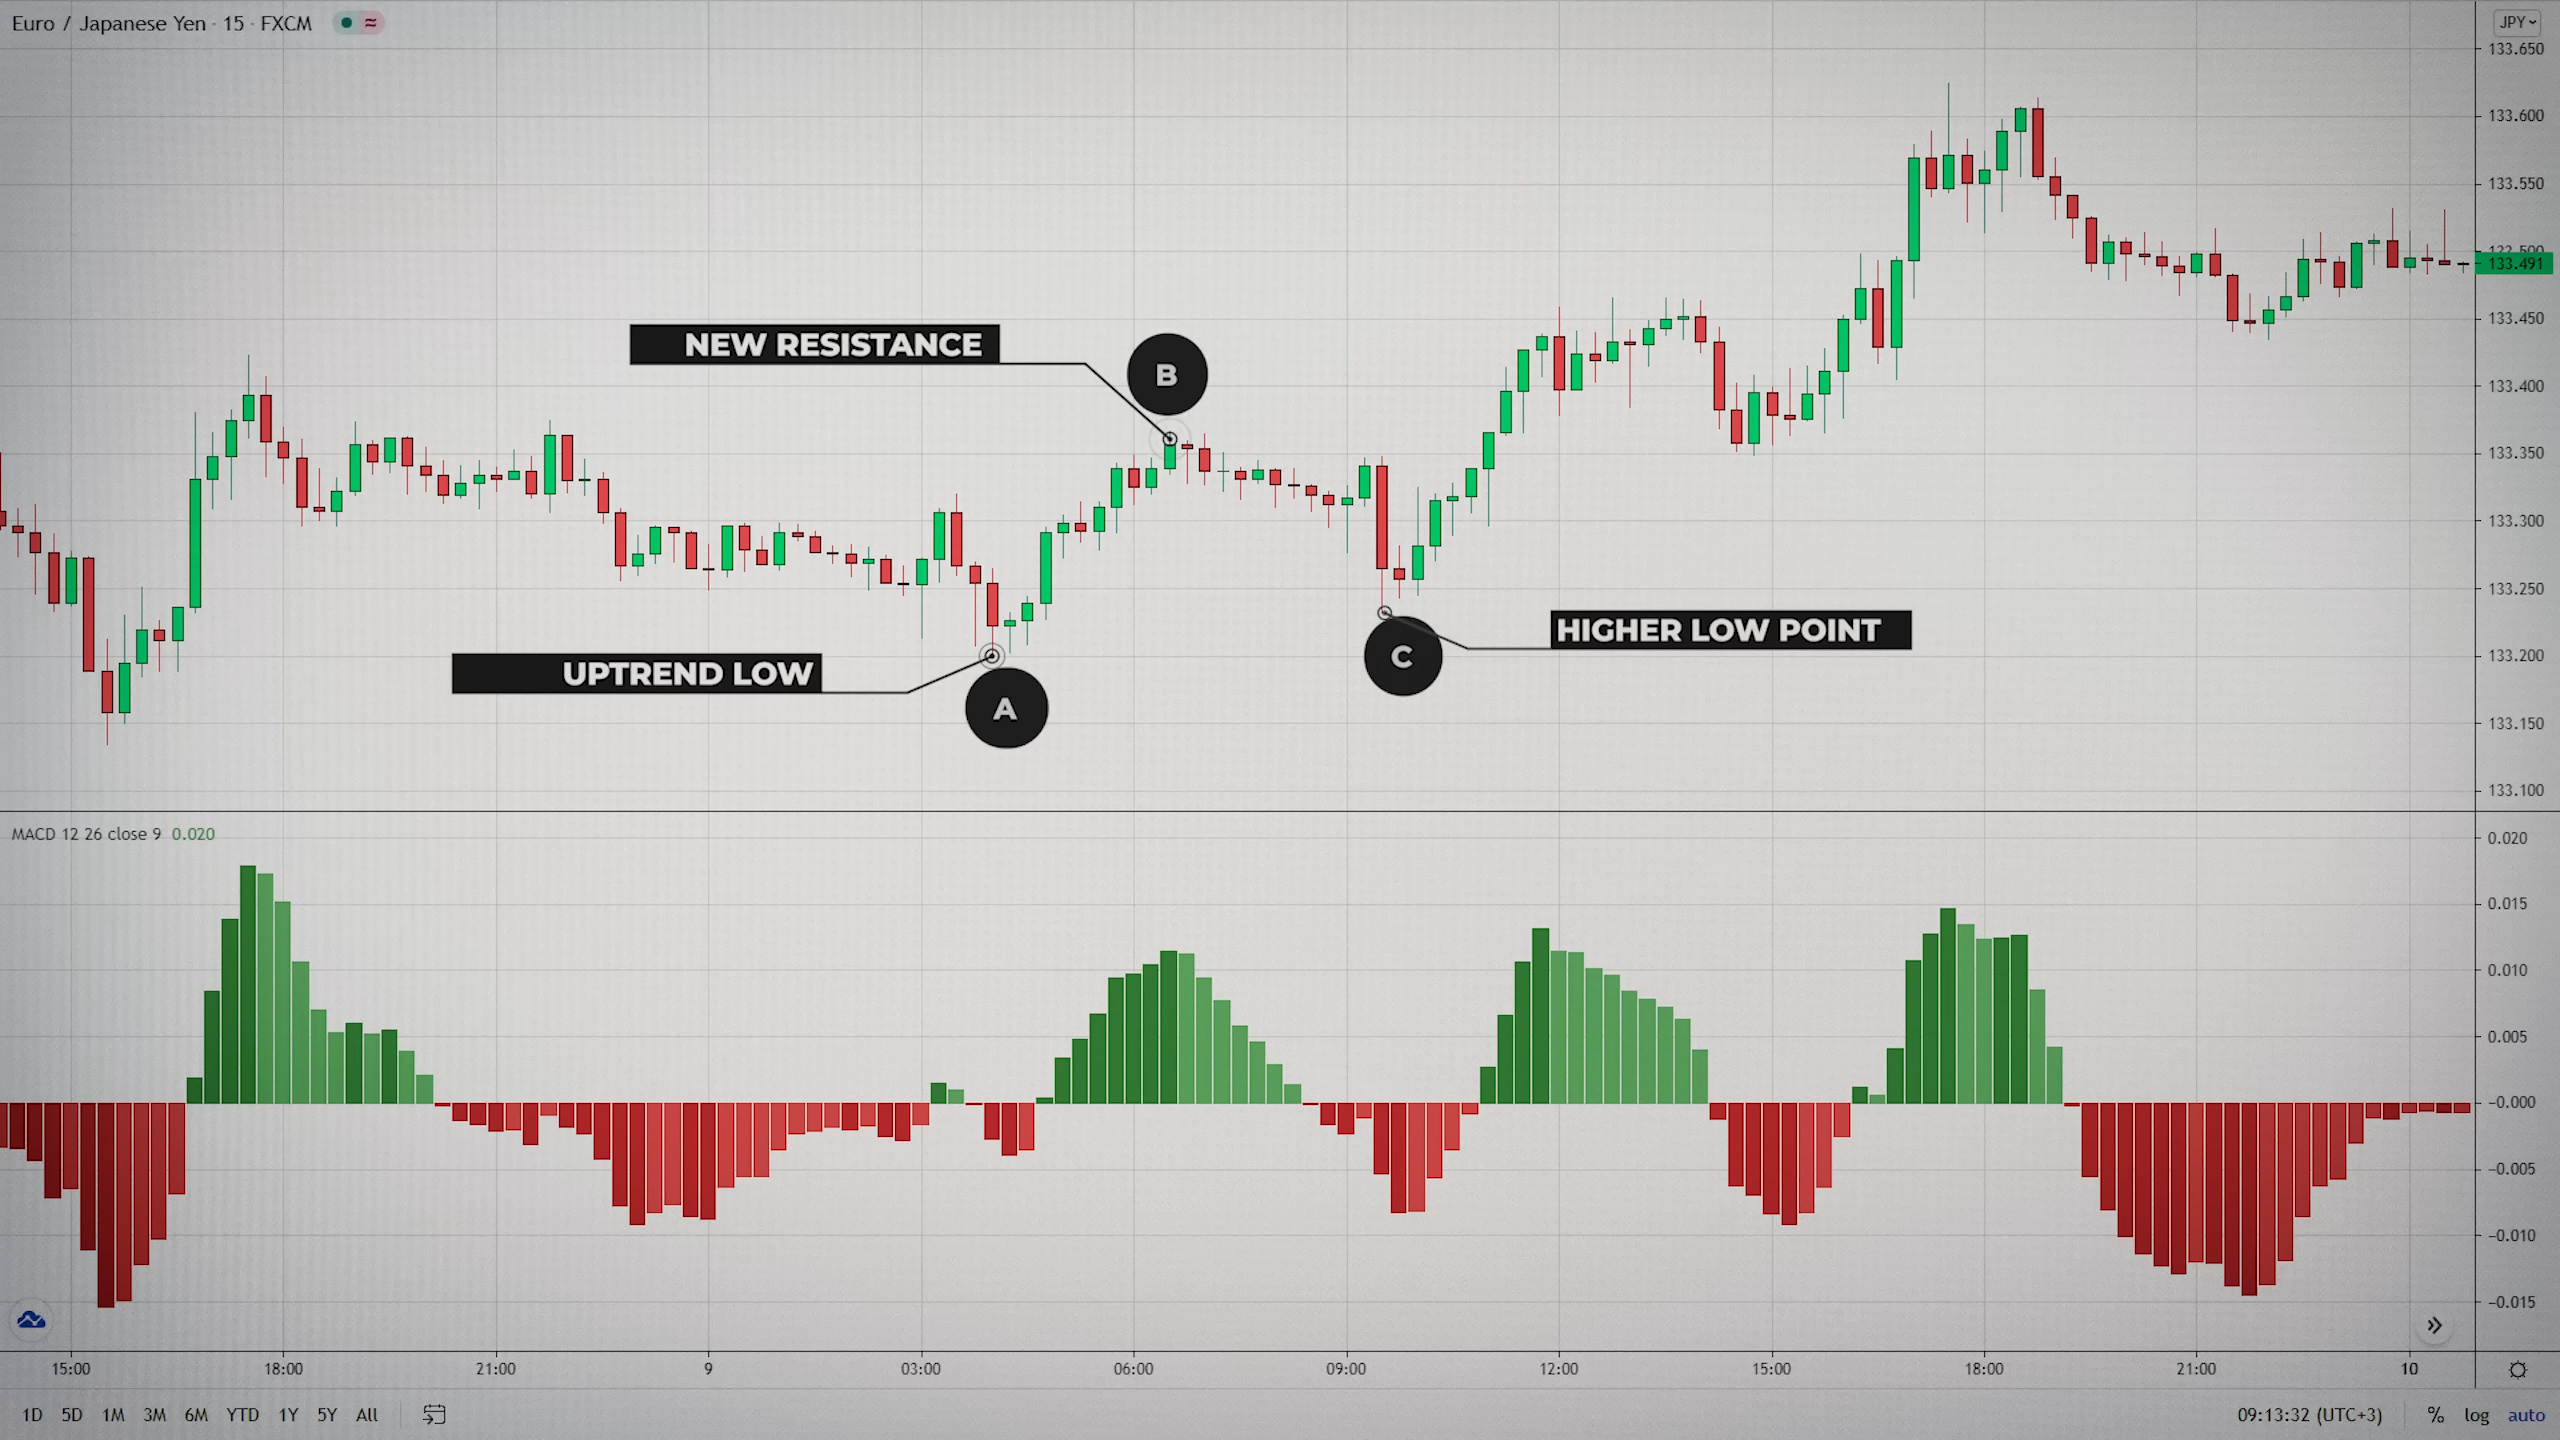 Euro / Japanese Yen · 15 · FXCM
JPY
133.650
133.600
133.550
133.500
133.491
133.450
133.400
133.350
133.300
133.250
133.200
133.150
133.100
NEW RESISTANCE
B
UPTREND LOW
A
C
HIGHER LOW POINT
MACD 12 26 close 9 0.020
0.020
0.015
0.010
0.005
−0.000
−0.005
−0.010
−0.015
15:00 18:00 21:00 9 03:00 06:00 09:00 12:00 15:00 18:00 21:00 10
1D 5D 1M 3M 6M YTD 1Y 5Y All 09:13:32 (UTC+3) % log auto